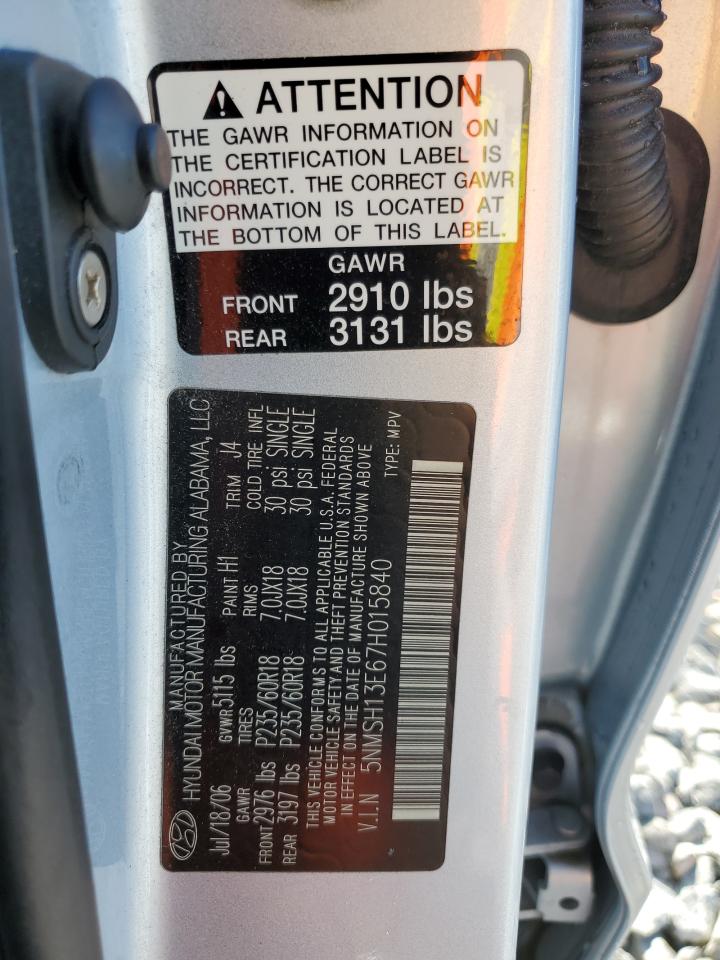 ATTENTION
THE GAWR INFORMATION ON
THE CERTIFICATION LABEL IS
INCORRECT. THE CORRECT GAWR
INFORMATION IS LOCATED AT
THE BOTTOM OF THIS LABEL.
GAWR
FRONT 2910 lbs
REAR 3131 lbs
MANUFACTURED BY
HYUNDAI MOTOR MANUFACTURING ALABAMA, LLC
Jul/18/06 GVWR 5115 lbs PAINT H1 TRIM J4
GAWR TIRES RIMS COLD TIRE INFL
FRONT 2976 lbs P235/60R18 7.0JX18 30 psi SINGLE
REAR 3197 lbs P235/60R18 7.0JX18 30 psi SINGLE
THIS VEHICLE CONFORMS TO ALL APPLICABLE U.S.A. FEDERAL
MOTOR VEHICLE SAFETY AND THEFT PREVENTION STANDARDS
IN EFFECT ON THE DATE OF MANUFACTURE SHOWN ABOVE
V.I.N 5NMSH13E67H015840 TYPE: MPV